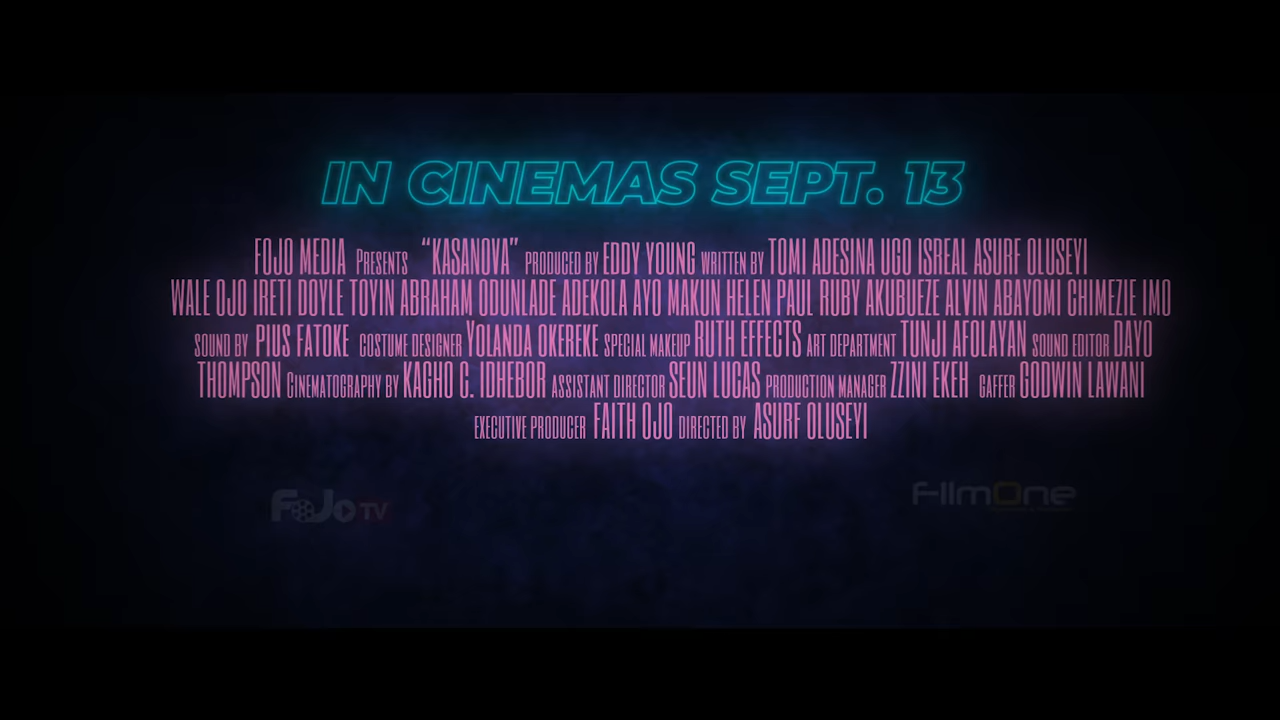 IN CINEMAS SEPT. 13
FOJO MEDIA Presents "KASANOVA" PRODUCED BY EDDY YOUNG WRITTEN BY TOMI ADESINA UGO ISREAL ASURF OLUSEYI
WALE OJO IRETI DOYLE TOYIN ABRAHAM ODUNLADE ADEKOLA AYO MAKUN HELEN PAUL RUBY AKUBUEZE ALVIN ABAYOMI CHIMEZIE IMO
SOUND BY PIUS FATOKE COSTUME DESIGNER YOLANDA OKEREKE SPECIAL MAKEUP RUTH EFFECTS ART DEPARTMENT TUNJI AFOLAYAN SOUND EDITOR DAYO
THOMPSON CINEMATOGRAPHY BY KAGHO C. IDHEBOR ASSISTANT DIRECTOR SEUN LUCAS PRODUCTION MANAGER ZZINI EKEH GAFFER GODWIN LAWANI
EXECUTIVE PRODUCER FAITH OJO DIRECTED BY ASURF OLUSEYI
FoJo TV
FilmOne